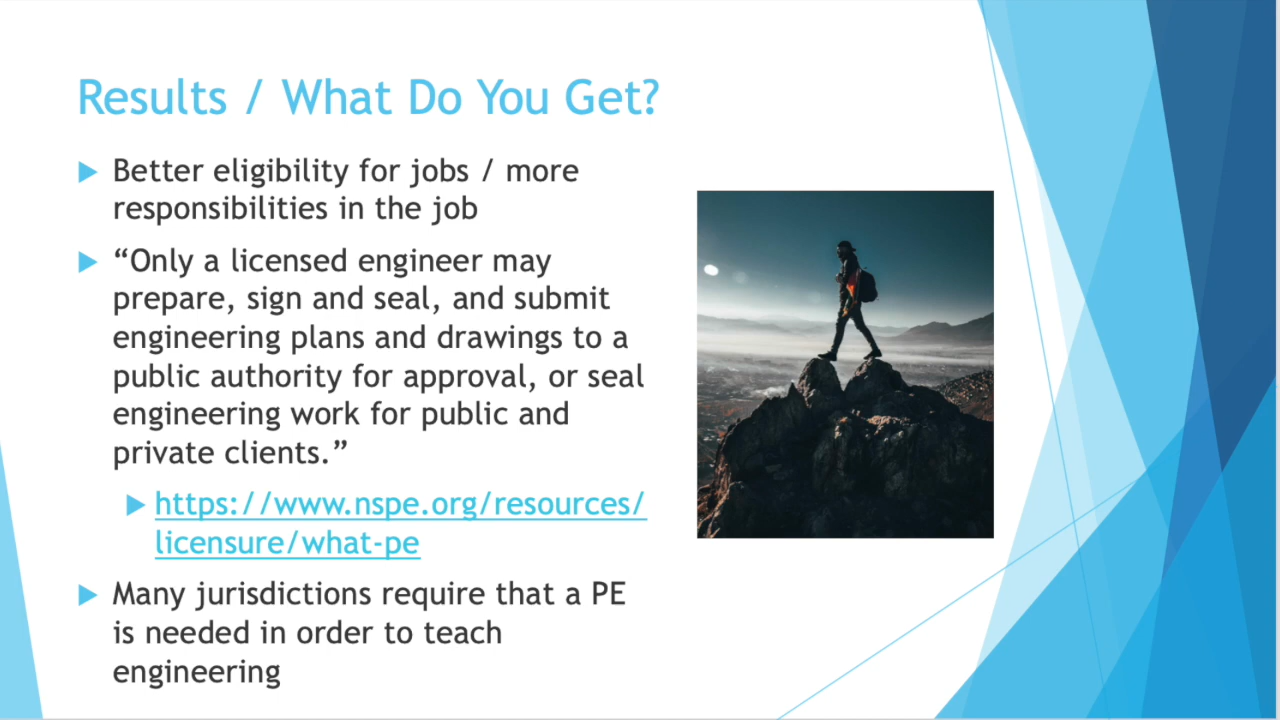 Results / What Do You Get?
Better eligibility for jobs / more
responsibilities in the job
“Only a licensed engineer may
prepare, sign and seal, and submit
engineering plans and drawings to a
public authority for approval, or seal
engineering work for public and
private clients.”
https://www.nspe.org/resources/
licensure/what-pe
Many jurisdictions require that a PE
is needed in order to teach
engineering